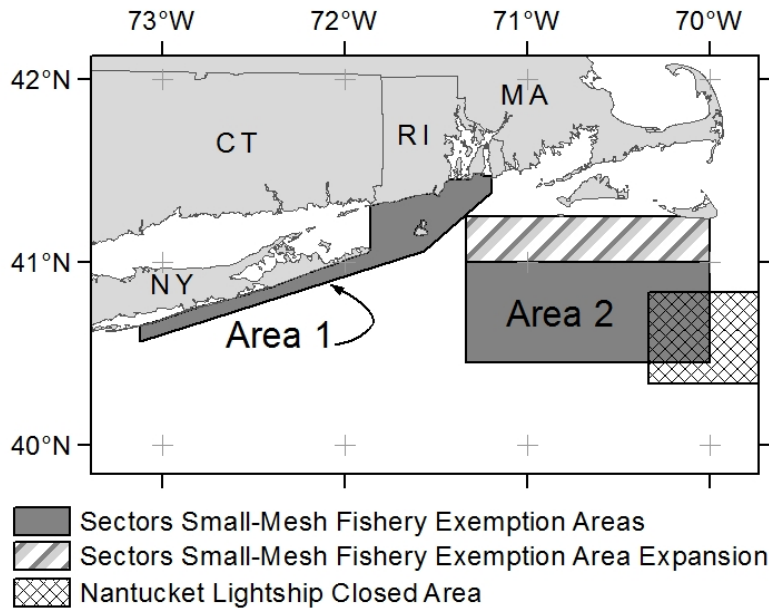 73°W 72°W 71°W 70°W
42°N
MA
CT RI
41°N
NY
Area 1 Area 2
40°N
Sectors Small-Mesh Fishery Exemption Areas
Sectors Small-Mesh Fishery Exemption Area Expansion
Nantucket Lightship Closed Area